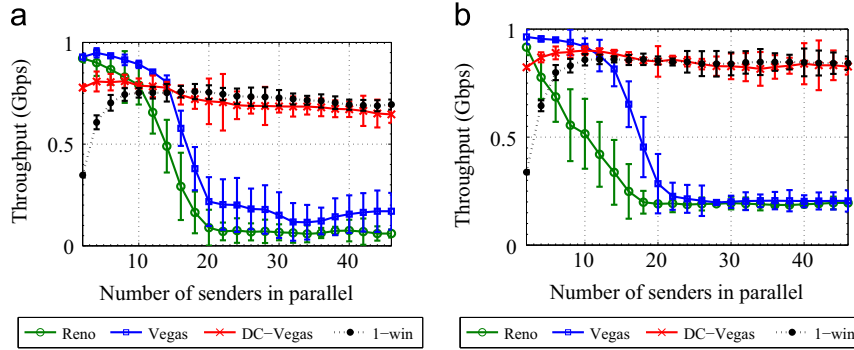 a
1
0.5
0
Throughput (Gbps)
10 20 30 40
Number of senders in parallel
Reno Vegas DC−Vegas 1−win
b
1
0.5
0
Throughput (Gbps)
10 20 30 40
Number of senders in parallel
Reno Vegas DC−Vegas 1−win